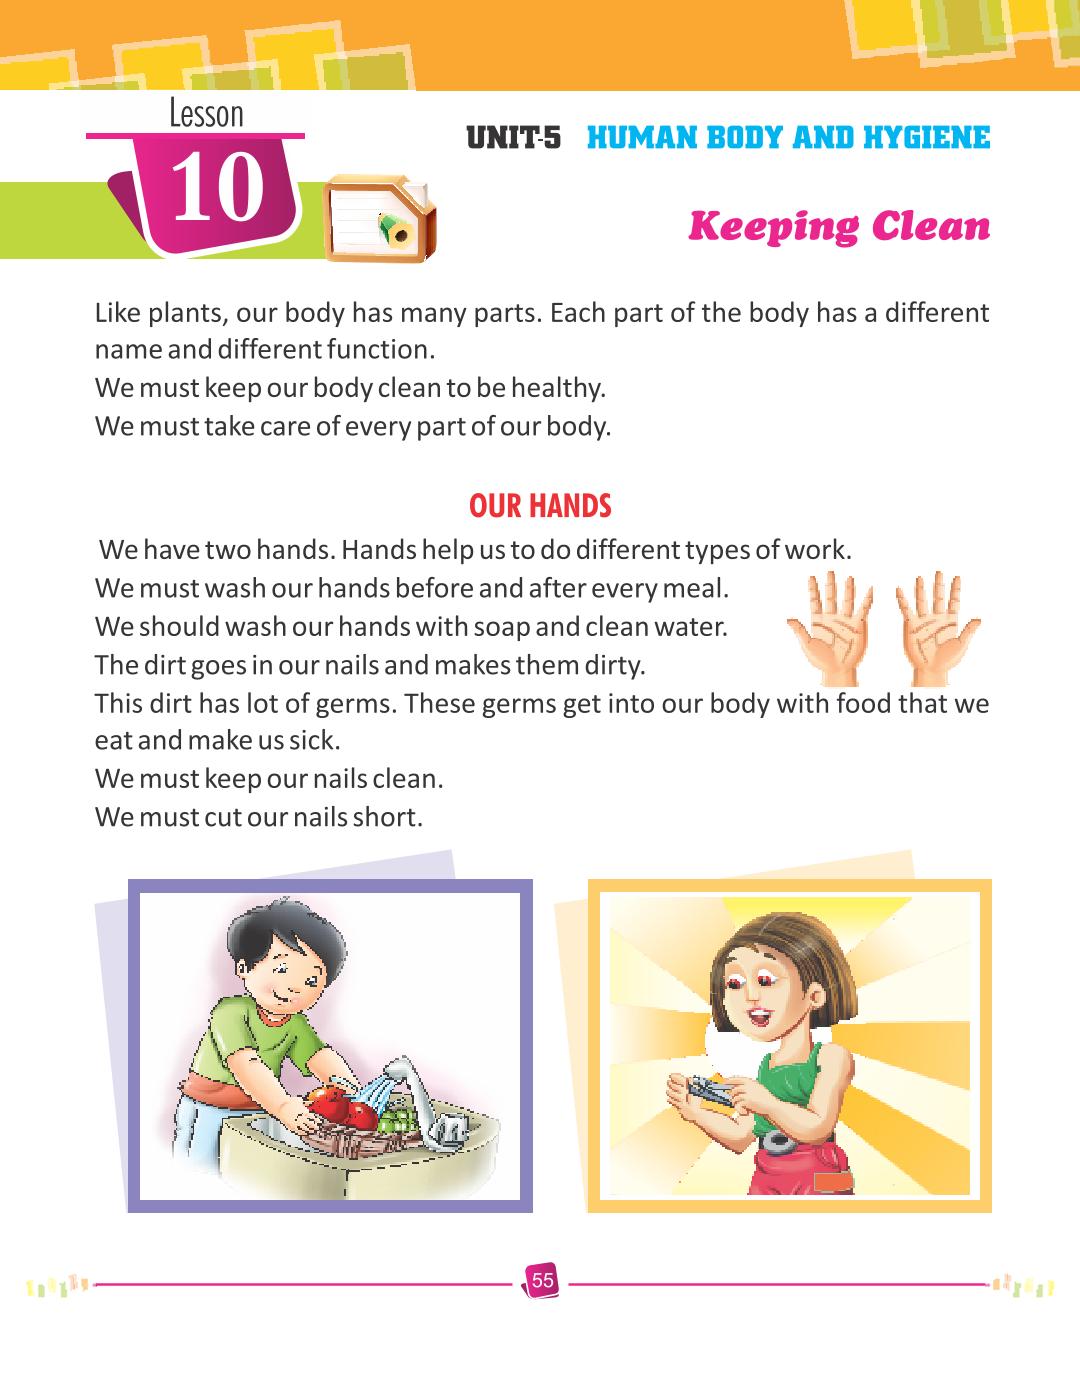 Lesson
10
UNIT-5 HUMAN BODY AND HYGIENE
Keeping Clean
Like plants, our body has many parts. Each part of the body has a different
name and different function.
We must keep our body clean to be healthy.
We must take care of every part of our body.
OUR HANDS
We have two hands. Hands help us to do different types of work.
We must wash our hands before and after every meal.
We should wash our hands with soap and clean water.
The dirt goes in our nails and makes them dirty.
This dirt has lot of germs. These germs get into our body with food that we
eat and make us sick.
We must keep our nails clean.
We must cut our nails short.
55